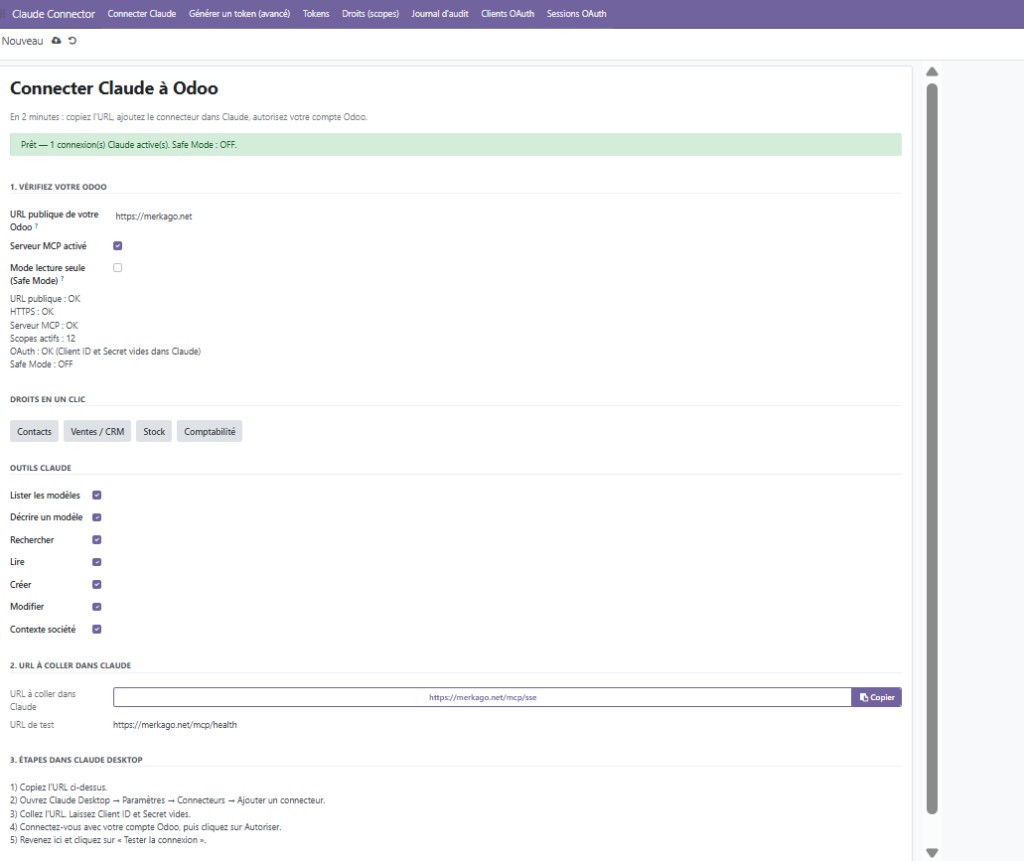 Claude Connector Connecter Claude Générer un token (avancé) Tokens Droits (scopes) Journal d'audit Clients OAuth Sessions OAuth
Nouveau
Connecter Claude à Odoo
En 2 minutes : copiez l'URL, ajoutez le connecteur dans Claude, autorisez votre compte Odoo.
Prêt — 1 connexion(s) Claude active(s). Safe Mode : OFF.
1. VÉRIFIEZ VOTRE ODOO
URL publique de votre
Odoo ?
https://merkago.net
Serveur MCP activé
Mode lecture seule
(Safe Mode) ?
URL publique : OK
HTTPS : OK
Serveur MCP : OK
Scopes actifs : 12
OAuth : OK (Client ID et Secret vides dans Claude)
Safe Mode : OFF
DROITS EN UN CLIC
Contacts Ventes / CRM Stock Comptabilité
OUTILS CLAUDE
Lister les modèles
Décrire un modèle
Rechercher
Lire
Créer
Modifier
Contexte société
2. URL À COLLER DANS CLAUDE
URL à coller dans
Claude
https://merkago.net/mcp/sse Copier
URL de test https://merkago.net/mcp/health
3. ÉTAPES DANS CLAUDE DESKTOP
1) Copiez l'URL ci-dessus.
2) Ouvrez Claude Desktop → Paramètres → Connecteurs → Ajouter un connecteur.
3) Collez l'URL. Laissez Client ID et Secret vides.
4) Connectez-vous avec votre compte Odoo, puis cliquez sur Autoriser.
5) Revenez ici et cliquez sur « Tester la connexion ».